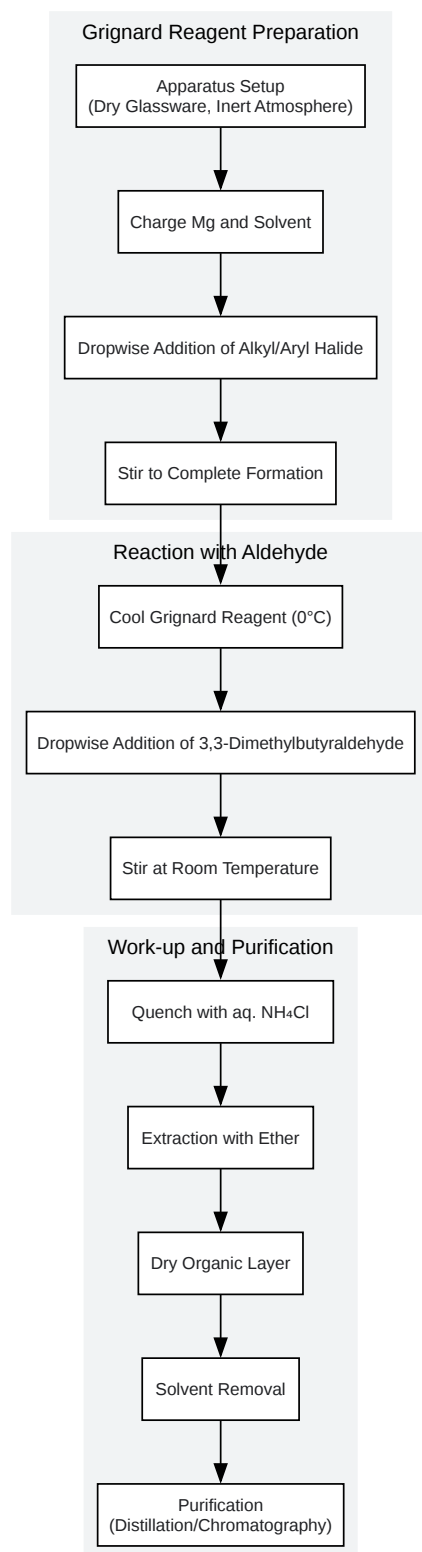 Grignard Reagent Preparation
Apparatus Setup
(Dry Glassware, Inert Atmosphere)
Charge Mg and Solvent
Dropwise Addition of Alkyl/Aryl Halide
Stir to Complete Formation
Reaction with Aldehyde
Cool Grignard Reagent (0°C)
Dropwise Addition of 3,3-Dimethylbutyraldehyde
Stir at Room Temperature
Work-up and Purification
Quench with aq. NH₄Cl
Extraction with Ether
Dry Organic Layer
Solvent Removal
Purification
(Distillation/Chromatography)